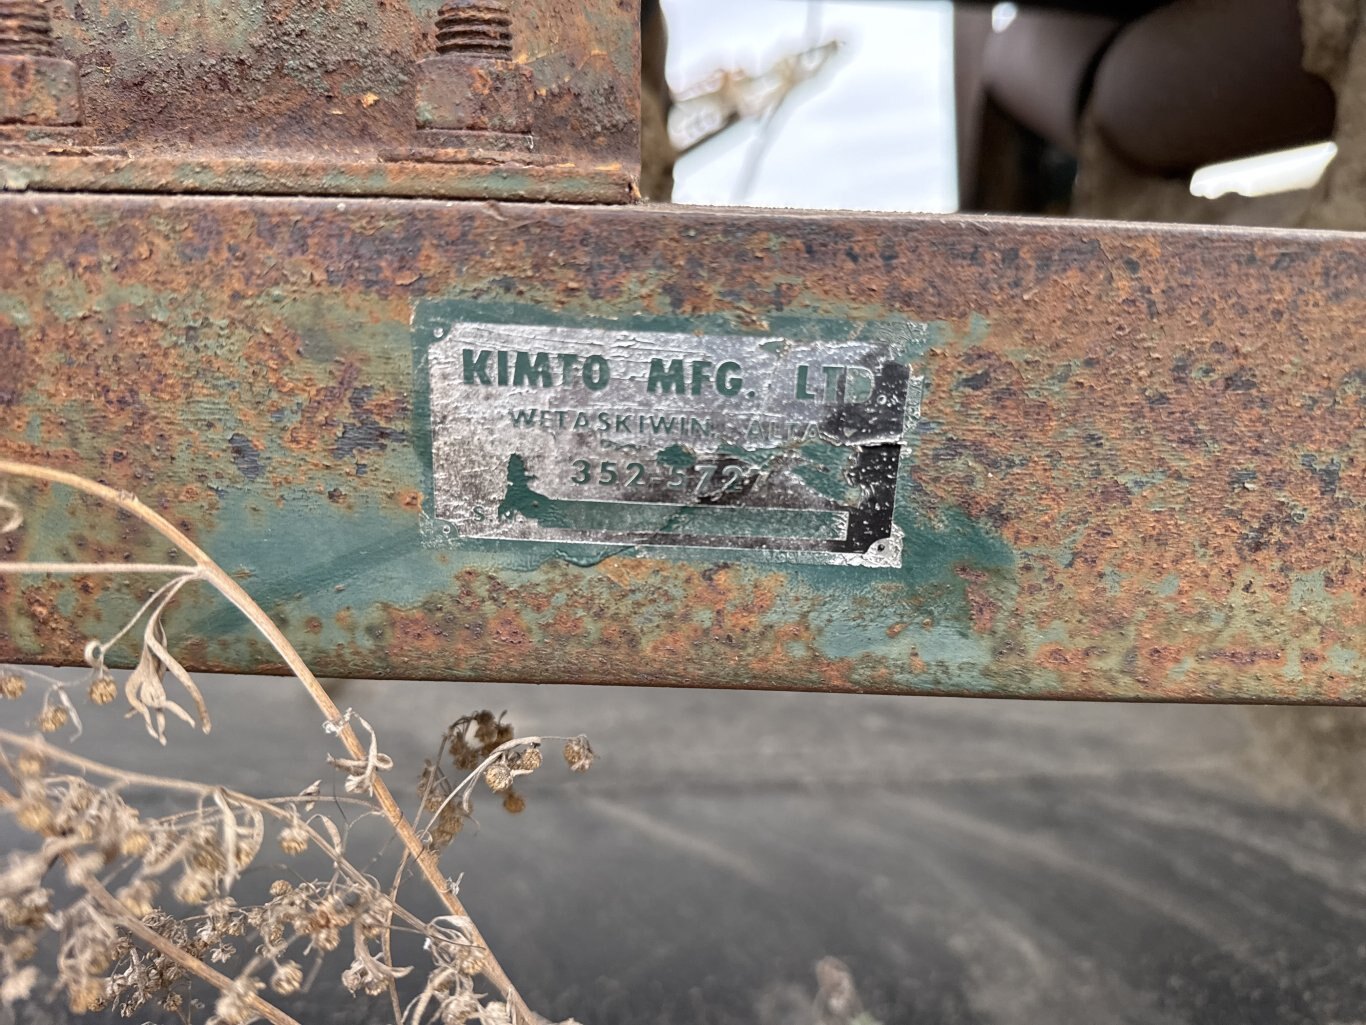 KIMTO MFG. LTD.
WETASKIWIN, ALTA.
352-5727
S